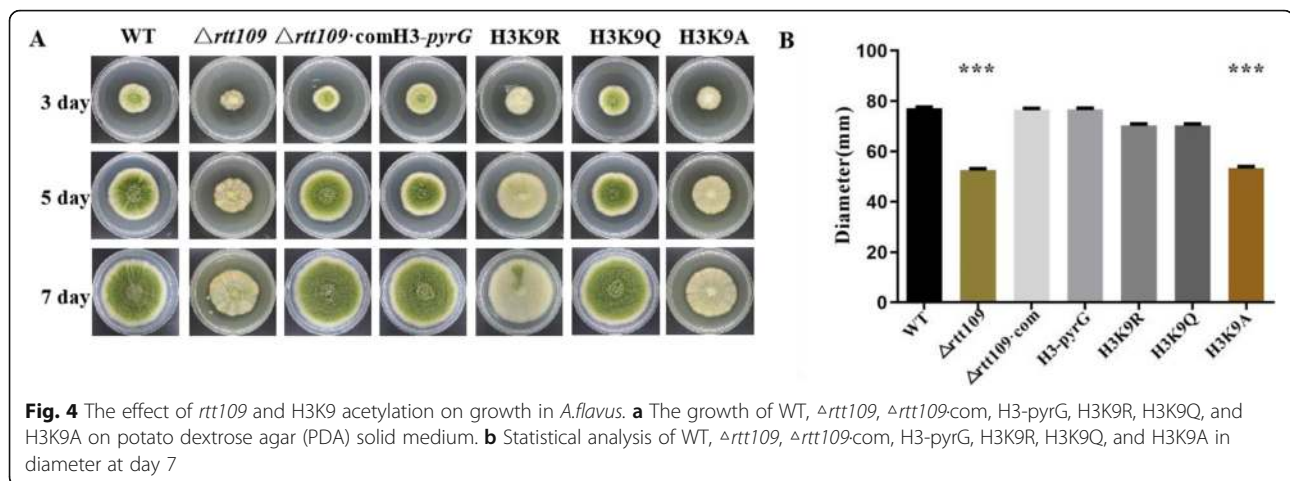 A
WT △rtt109 △rtt109·comH3-pyrG H3K9R H3K9Q H3K9A
3 day
5 day
7 day
B
Diameter(mm)
100
80
60
40
20
0
*** ***
WT △rtt109 △rtt109·com H3-pyrG H3K9R H3K9Q H3K9A
Fig. 4 The effect of rtt109 and H3K9 acetylation on growth in A.flavus. a The growth of WT, △rtt109, △rtt109·com, H3-pyrG, H3K9R, H3K9Q, and
H3K9A on potato dextrose agar (PDA) solid medium. b Statistical analysis of WT, △rtt109, △rtt109·com, H3-pyrG, H3K9R, H3K9Q, and H3K9A in
diameter at day 7